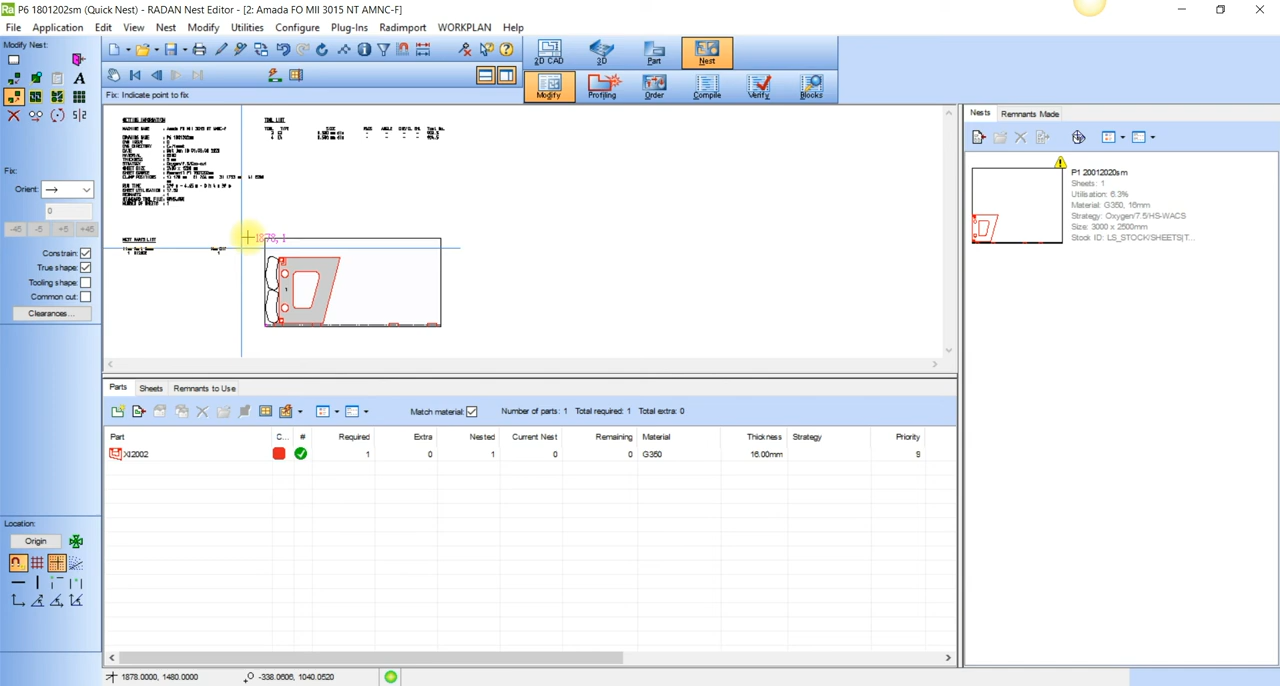 P6 1801202sm (Quick Nest) - RADAN Nest Editor - [2: Amada FO MII 3015 NT AMNC-F]
File Application Edit View Nest Modify Utilities Configure Plug-Ins Radimport WORKPLAN Help
Modify Nest:
2D CAD 3D Part Nest
Modify Profiling Order Compile Verify Blocks
Fix: Indicate point to fix
Fix:
Orient:
0
-45 -5 +5 +45
Constrain:
True shape:
Tooling shape:
Common cut:
Clearances...
TOOL LIST
1878, 1
1
Nests Remnants Made
P1 20012020sm
Sheets: 1
Utilisation: 6.3%
Material: G350, 16mm
Strategy: Oxygen/7.5/HS-WACS
Size: 3000 x 2500mm
Stock ID: LS_STOCK\SHEETS\T...
Parts Sheets Remnants to Use
Match material: Number of parts: 1 Total required: 1 Total extra: 0
Part C... # Required Extra Nested Current Nest Remaining Material Thickness Strategy Priority
XI2002 1 0 1 0 0 G350 16.00mm 9
Location:
Origin
1878.0000, 1480.0000 -338.0606, 1040.0520